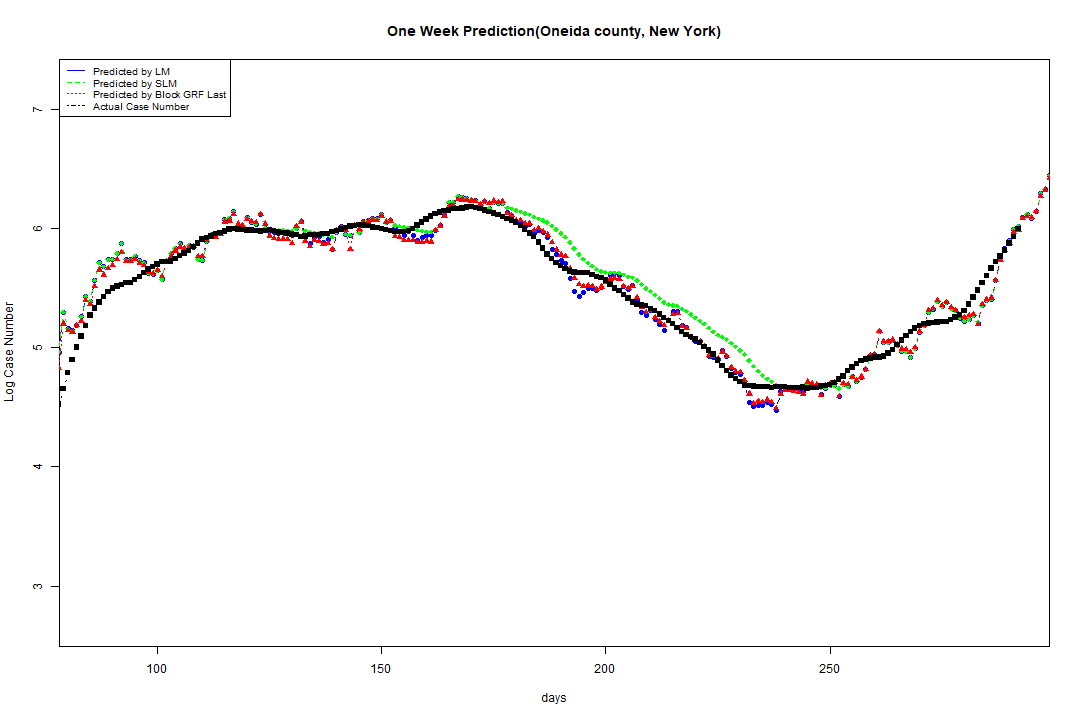 One Week Prediction(Oneida county, New York)
Predicted by LM
Predicted by SLM
Predicted by Block GRF Last
Actual Case Number
7
6
5
4
3
Log Case Number
100
150
200
250
days